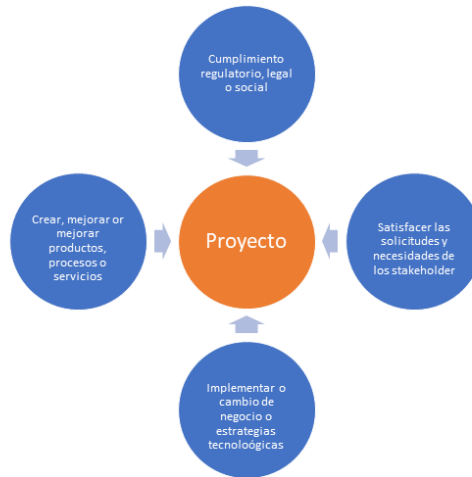 Cumplimiento
regulatorio, legal
o social
Crear, mejorar or
mejorar
productos,
procesos o
servicios
Proyecto
Satisfacer las
solicitudes y
necesidades de
los stakeholder
Implementar o
cambio de
negocio o
estrategias
tecnoloógicas